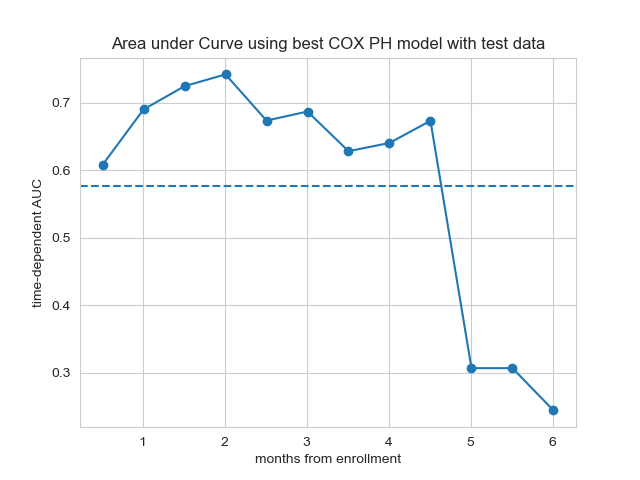 Area under Curve using best COX PH model with test data
time-dependent AUC
0.7
0.6
0.5
0.4
0.3
1 2 3 4 5 6
months from enrollment